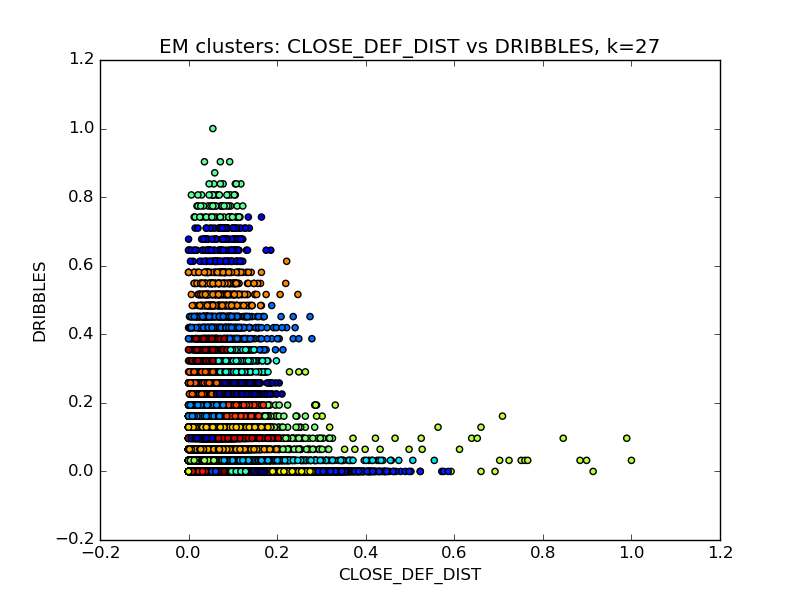 EM clusters: CLOSE_DEF_DIST vs DRIBBLES, k=27
1.2
1.0
0.8
0.6
0.4
0.2
0.0
−0.2
DRIBBLES
−0.2 0.0 0.2 0.4 0.6 0.8 1.0 1.2
CLOSE_DEF_DIST